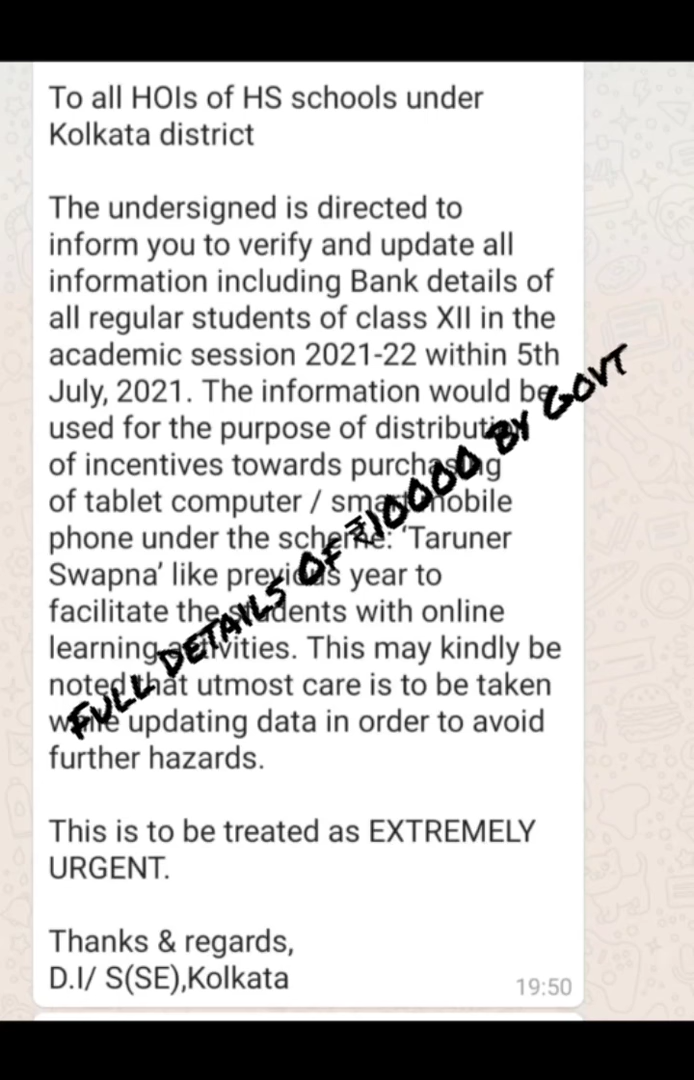 To all HOIs of HS schools under
Kolkata district
The undersigned is directed to
inform you to verify and update all
information including Bank details of
all regular students of class XII in the
academic session 2021-22 within 5th
July, 2021. The information would be
used for the purpose of distribution
of incentives towards purchasing
of tablet computer / smart mobile
phone under the scheme: ‘Taruner
Swapna’ like previous year to
facilitate the students with online
learning activities. This may kindly be
noted that utmost care is to be taken
while updating data in order to avoid
further hazards.
This is to be treated as EXTREMELY
URGENT.
Thanks & regards,
D.I/ S(SE),Kolkata
19:50
FULL DETAILS OF ₹10000 BY GOVT